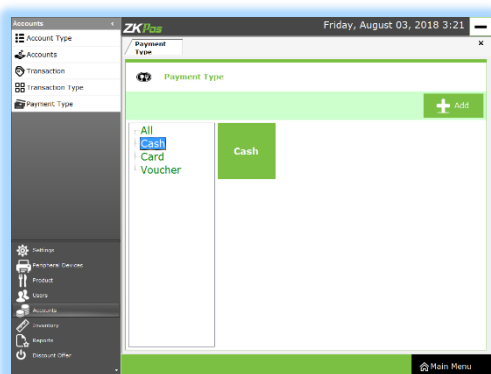 Accounts
Account Type
Accounts
Transaction
Transaction Type
Payment Type
Settings
Peripheral Devices
Product
Users
Accounts
Inventory
Reports
Discount Offer
ZKPos
Friday, August 03, 2018 3:21
Payment
Type
Payment Type
Add
All
Cash
Card
Voucher
Cash
Main Menu